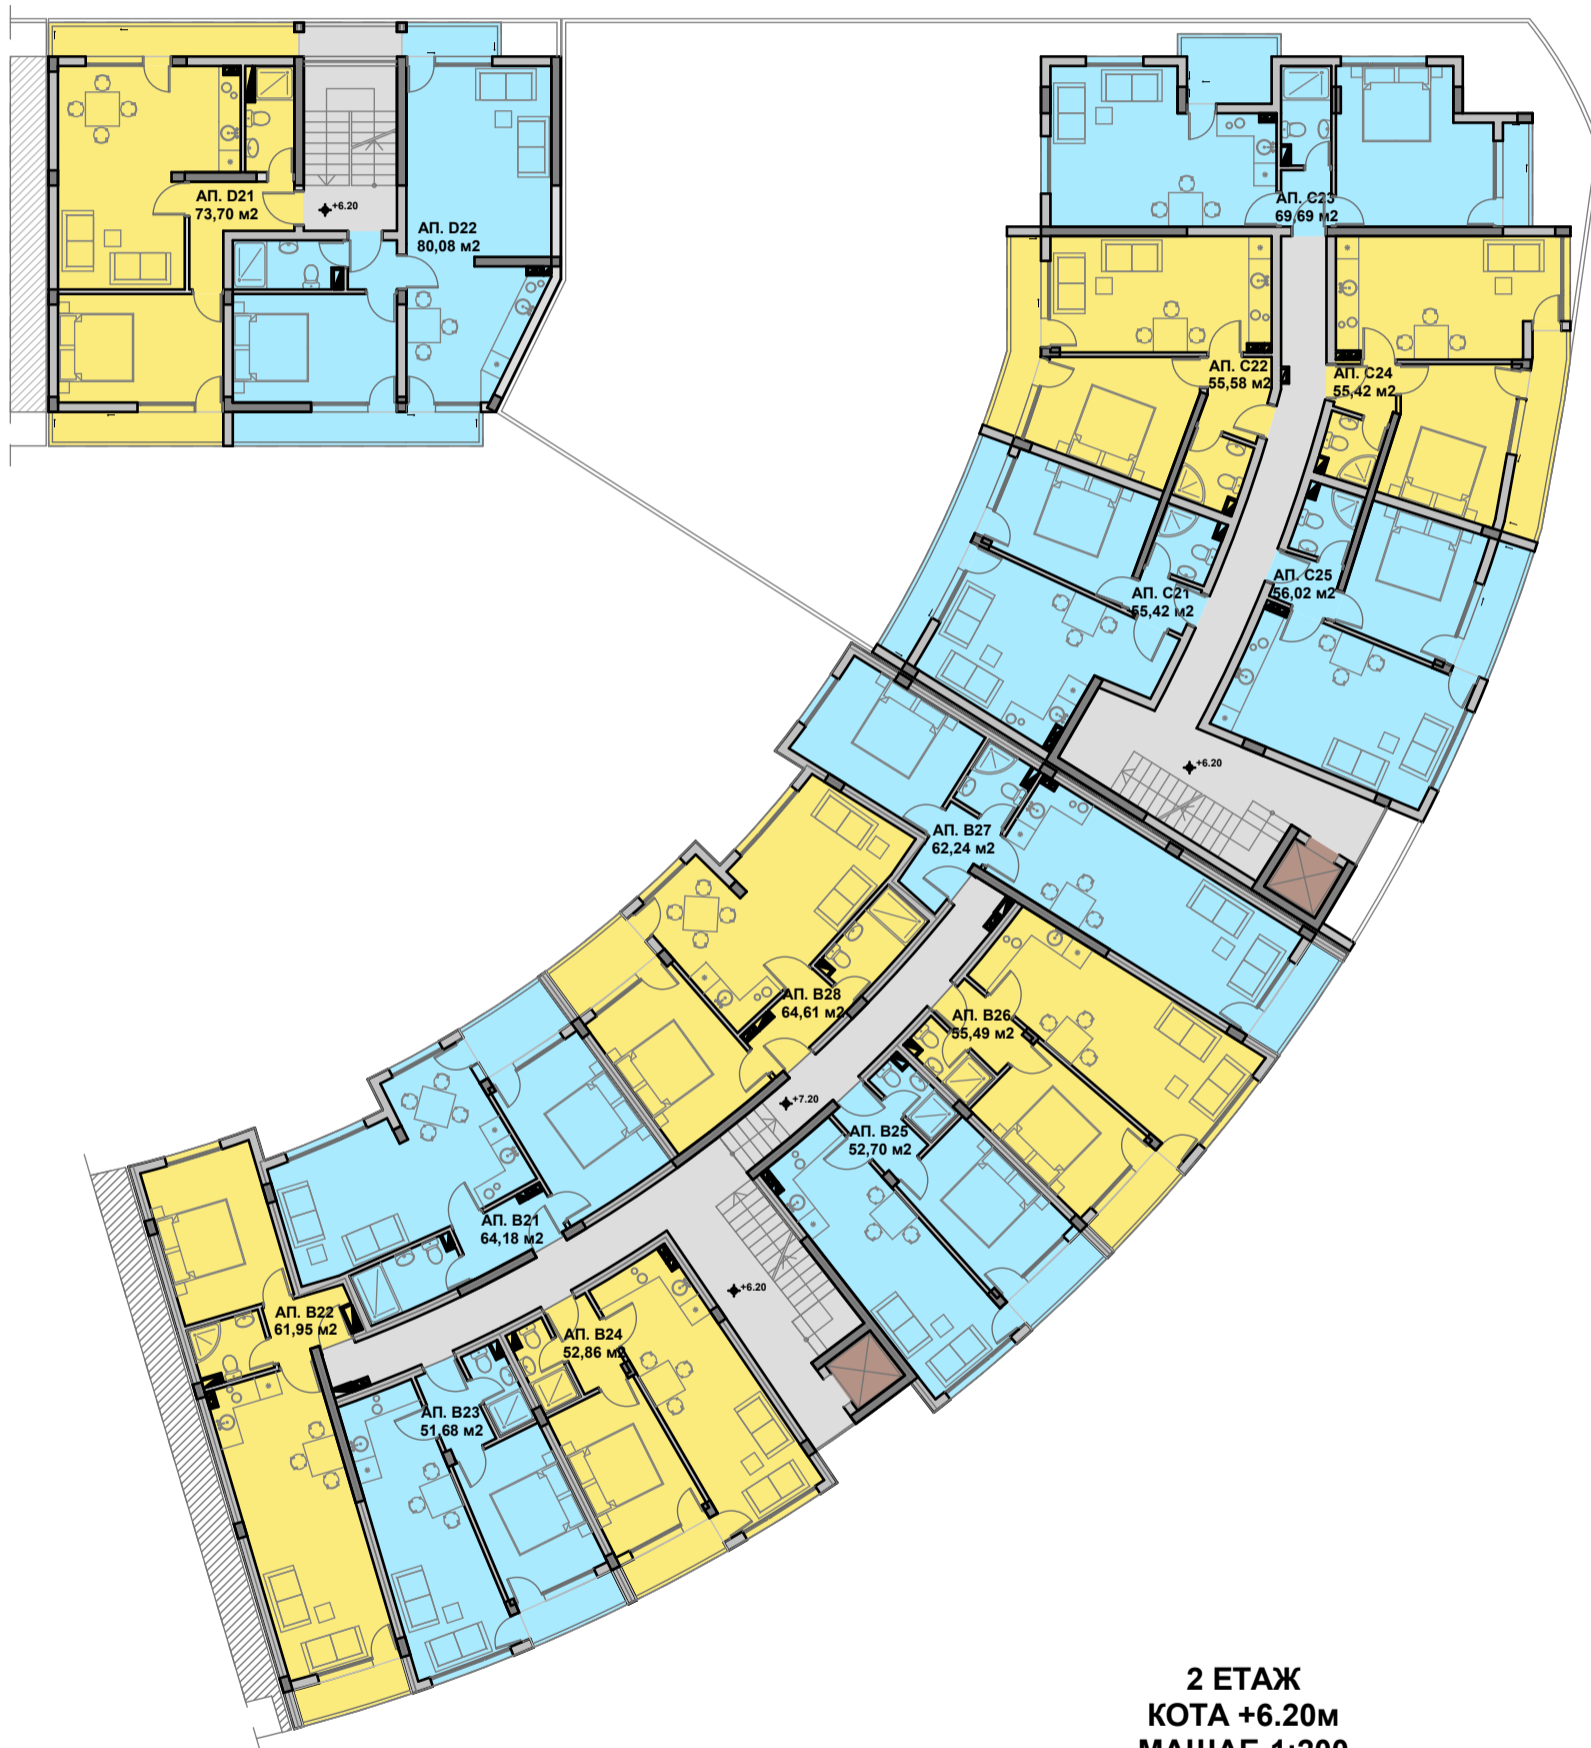 АП. D21
73,70 м2
+6.20
АП. D22
80,08 м2
АП. C23
69,69 м2
АП. C22
55,58 м2
АП. C24
55,42 м2
АП. C21
55,42 м2
АП. C25
56,02 м2
+6.20
АП. B27
62,24 м2
АП. B28
64,61 м2
АП. B26
55,49 м2
+7.20
АП. B25
52,70 м2
АП. B21
64,18 м2
+6.20
АП. B22
61,95 м2
АП. B24
52,86 м2
АП. B23
51,68 м2
2 ЕТАЖ
КОТА +6.20м
МАЩАБ 1:200